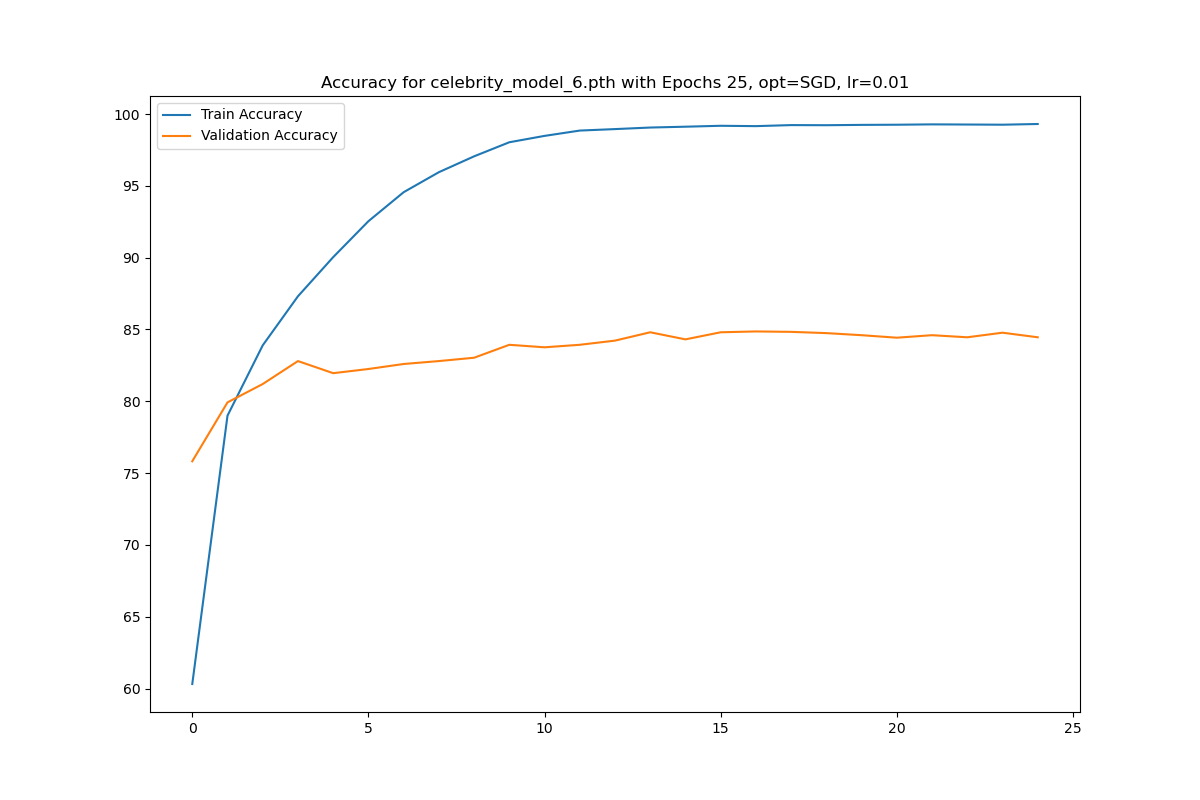 Accuracy for celebrity_model_6.pth with Epochs 25, opt=SGD, lr=0.01
Train Accuracy
Validation Accuracy
100
95
90
85
80
75
70
65
60
0 5 10 15 20 25